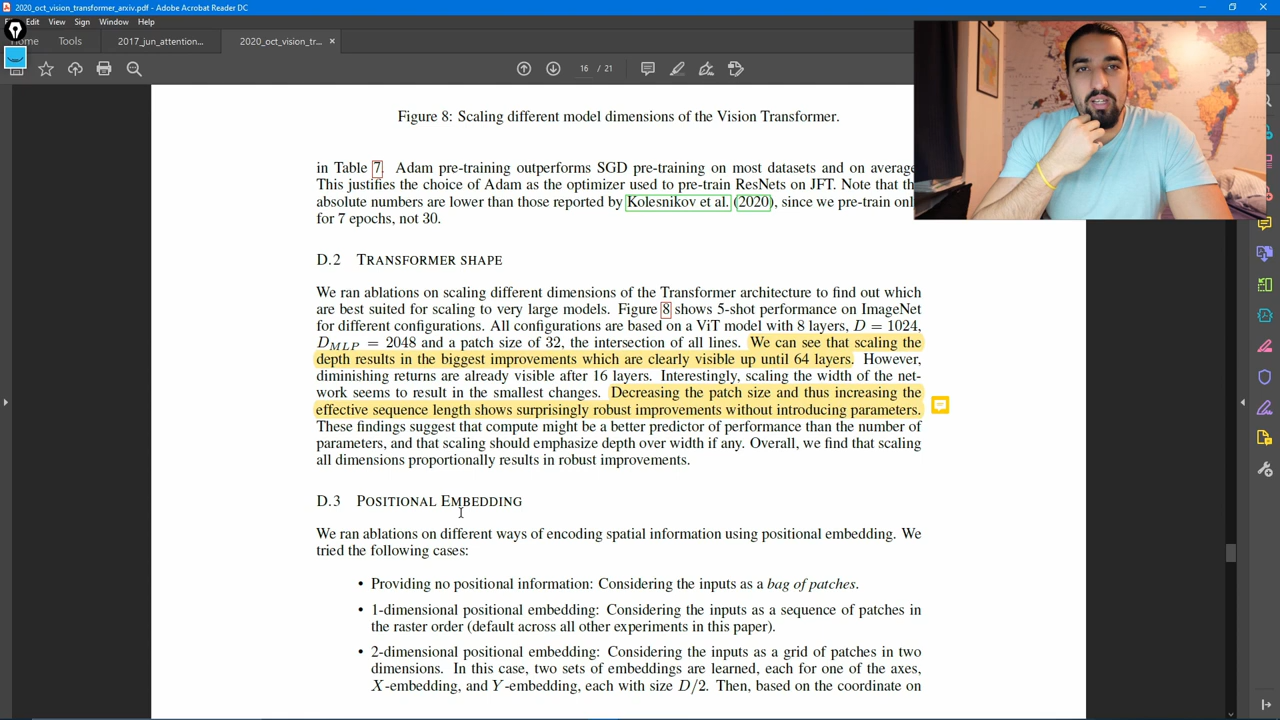 2020_oct_vision_transformer_arxiv.pdf - Adobe Acrobat Reader DC
Edit View Sign Window Help
Home Tools 2017_jun_attention... 2020_oct_vision_tr... ×
16 / 21
Figure 8: Scaling different model dimensions of the Vision Transformer.
in Table 7. Adam pre-training outperforms SGD pre-training on most datasets and on average.
This justifies the choice of Adam as the optimizer used to pre-train ResNets on JFT. Note that
absolute numbers are lower than those reported by Kolesnikov et al. (2020), since we pre-train
for 7 epochs, not 30.
D.2 TRANSFORMER SHAPE
We ran ablations on scaling different dimensions of the Transformer architecture to find out which
are best suited for scaling to very large models. Figure 8 shows 5-shot performance on ImageNet
for different configurations. All configurations are based on a ViT model with 8 layers, D = 1024,
D_MLP = 2048 and a patch size of 32, the intersection of all lines. We can see that scaling the
depth results in the biggest improvements which are clearly visible up until 64 layers. However,
diminishing returns are already visible after 16 layers. Interestingly, scaling the width of the net-
work seems to result in the smallest changes. Decreasing the patch size and thus increasing the
effective sequence length shows surprisingly robust improvements without introducing parameters.
These findings suggest that compute might be a better predictor of performance than the number of
parameters, and that scaling should emphasize depth over width if any. Overall, we find that scaling
all dimensions proportionally results in robust improvements.
D.3 POSITIONAL EMBEDDING
We ran ablations on different ways of encoding spatial information using positional embedding. We
tried the following cases:
• Providing no positional information: Considering the inputs as a bag of patches.
• 1-dimensional positional embedding: Considering the inputs as a sequence of patches in
the raster order (default across all other experiments in this paper).
• 2-dimensional positional embedding: Considering the inputs as a grid of patches in two
dimensions. In this case, two sets of embeddings are learned, each for one of the axes,
X-embedding, and Y-embedding, each with size D/2. Then, based on the coordinate on